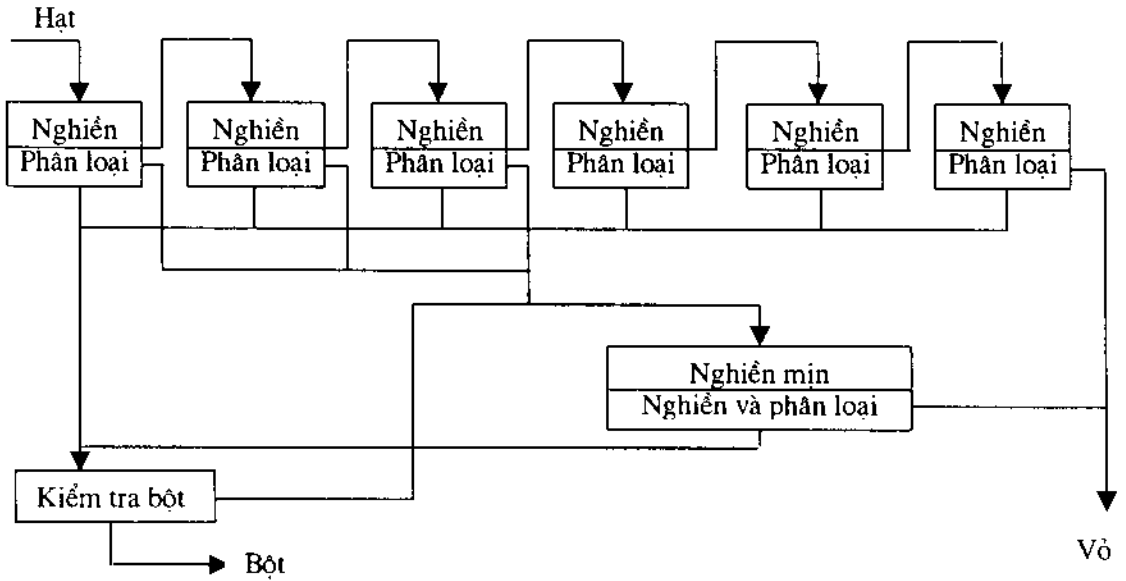 Hạt
Nghiền
Phân loại
Nghiền
Phân loại
Nghiền
Phân loại
Nghiền
Phân loại
Nghiền
Phân loại
Nghiền
Phân loại
Nghiền mịn
Nghiền và phân loại
Kiểm tra bột
Bột
Vỏ